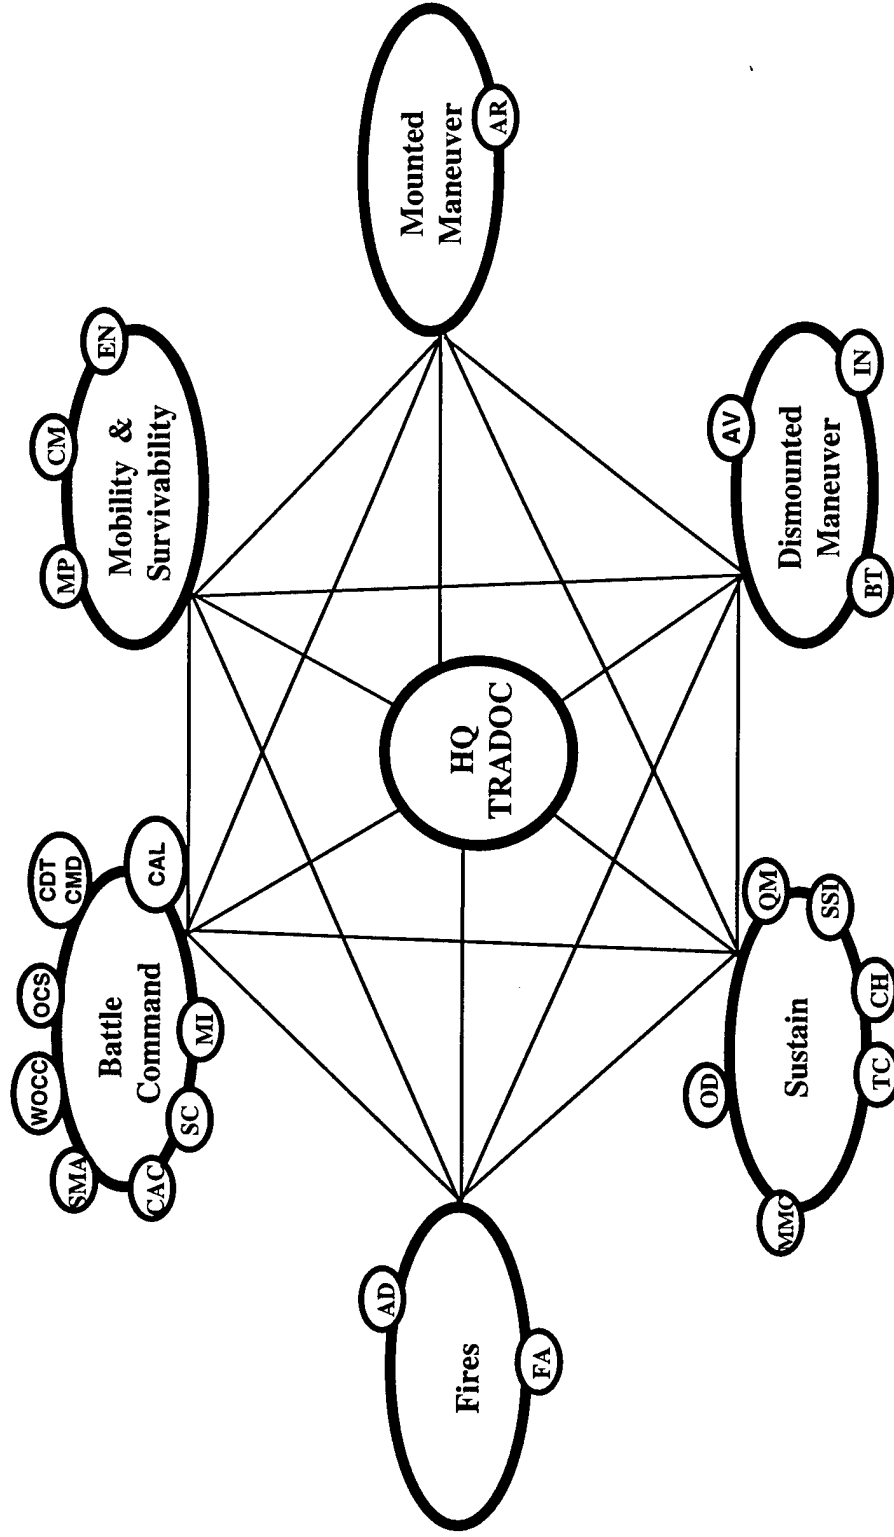 CDT
CMD
OCS
WOCC
SMA
CAC
SC
MI
CAL
Battle
Command
MP
CM
EN
Mobility &
Survivability
AD
Fires
FA
HQ
TRADOC
Mounted
Maneuver
AR
OD
QM
SSI
Sustain
MMC
TC
CH
AV
Dismounted
Maneuver
BT
IN